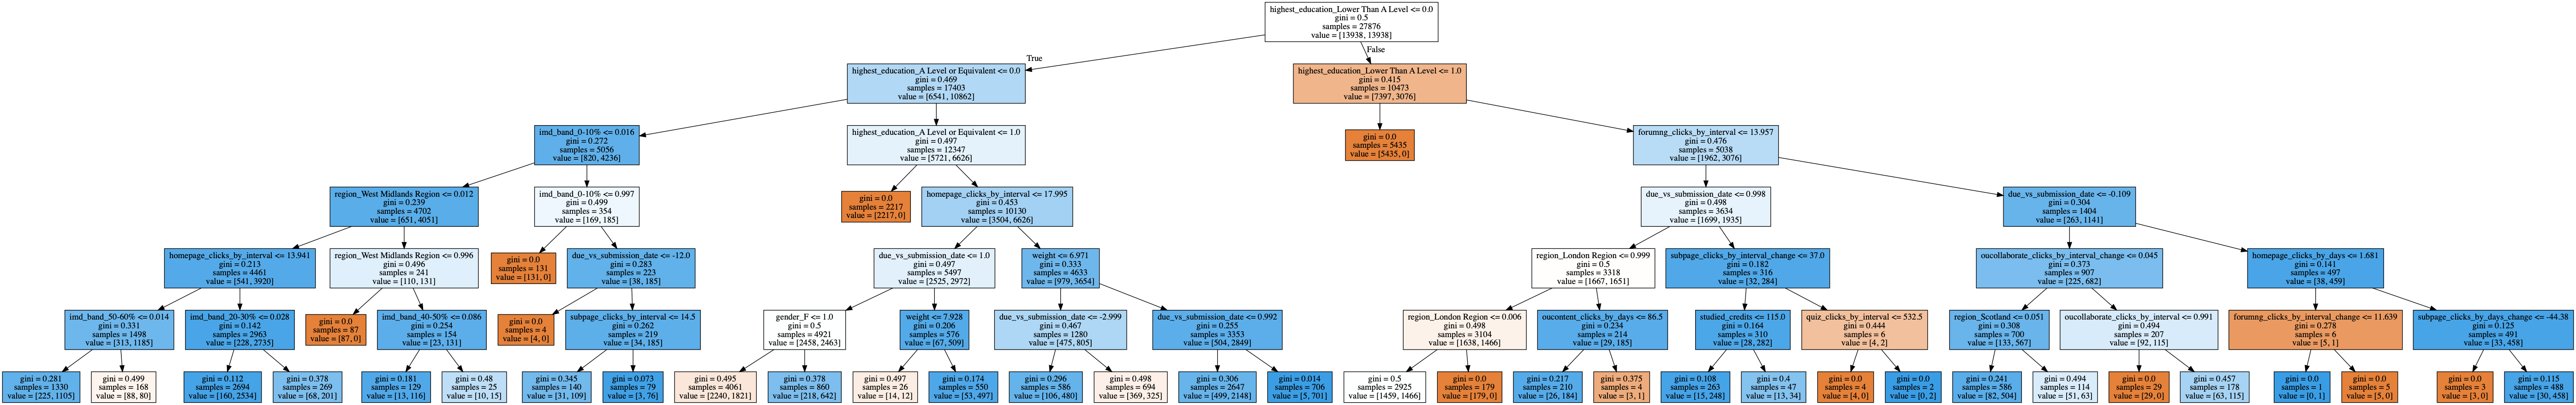 highest_education_Lower Than A Level <= 0.0
gini = 0.5
samples = 27876
value = [13938, 13938]
True
False
highest_education_A Level or Equivalent <= 0.0
gini = 0.469
samples = 17403
value = [6541, 10862]
highest_education_Lower Than A Level <= 1.0
gini = 0.415
samples = 10473
value = [7397, 3076]
imd_band_0-10% <= 0.016
gini = 0.272
samples = 5056
value = [820, 4236]
highest_education_A Level or Equivalent <= 1.0
gini = 0.497
samples = 12347
value = [5721, 6626]
gini = 0.0
samples = 5435
value = [5435, 0]
forumng_clicks_by_interval <= 13.957
gini = 0.476
samples = 5038
value = [1962, 3076]
region_West Midlands Region <= 0.012
gini = 0.239
samples = 4702
value = [651, 4051]
imd_band_0-10% <= 0.997
gini = 0.499
samples = 354
value = [169, 185]
gini = 0.0
samples = 2217
value = [2217, 0]
homepage_clicks_by_interval <= 17.995
gini = 0.453
samples = 10130
value = [3504, 6626]
due_vs_submission_date <= 0.998
gini = 0.498
samples = 3634
value = [1699, 1935]
due_vs_submission_date <= -0.109
gini = 0.304
samples = 1404
value = [263, 1141]
homepage_clicks_by_interval <= 13.941
gini = 0.213
samples = 4461
value = [541, 3920]
region_West Midlands Region <= 0.996
gini = 0.496
samples = 241
value = [110, 131]
gini = 0.0
samples = 131
value = [131, 0]
due_vs_submission_date <= -12.0
gini = 0.283
samples = 223
value = [38, 185]
due_vs_submission_date <= 1.0
gini = 0.497
samples = 5497
value = [2525, 2972]
weight <= 6.971
gini = 0.333
samples = 4633
value = [979, 3654]
region_London Region <= 0.999
gini = 0.5
samples = 3318
value = [1667, 1651]
subpage_clicks_by_interval_change <= 37.0
gini = 0.182
samples = 316
value = [32, 284]
oucollaborate_clicks_by_interval_change <= 0.045
gini = 0.373
samples = 907
value = [225, 682]
homepage_clicks_by_days <= 1.681
gini = 0.141
samples = 497
value = [38, 459]
imd_band_50-60% <= 0.014
gini = 0.331
samples = 1498
value = [313, 1185]
imd_band_20-30% <= 0.028
gini = 0.142
samples = 2963
value = [228, 2735]
gini = 0.0
samples = 87
value = [87, 0]
imd_band_40-50% <= 0.086
gini = 0.254
samples = 154
value = [23, 131]
gini = 0.0
samples = 4
value = [4, 0]
subpage_clicks_by_interval <= 14.5
gini = 0.262
samples = 219
value = [34, 185]
gender_F <= 1.0
gini = 0.5
samples = 4921
value = [2458, 2463]
weight <= 7.928
gini = 0.206
samples = 576
value = [67, 509]
due_vs_submission_date <= -2.999
gini = 0.467
samples = 1280
value = [475, 805]
due_vs_submission_date <= 0.992
gini = 0.255
samples = 3353
value = [504, 2849]
region_London Region <= 0.006
gini = 0.498
samples = 3104
value = [1638, 1466]
oucontent_clicks_by_days <= 86.5
gini = 0.234
samples = 214
value = [29, 185]
studied_credits <= 115.0
gini = 0.164
samples = 310
value = [28, 282]
quiz_clicks_by_interval <= 532.5
gini = 0.444
samples = 6
value = [4, 2]
region_Scotland <= 0.051
gini = 0.308
samples = 700
value = [133, 567]
oucollaborate_clicks_by_interval <= 0.991
gini = 0.494
samples = 207
value = [92, 115]
forumng_clicks_by_interval_change <= 11.639
gini = 0.278
samples = 6
value = [5, 1]
subpage_clicks_by_days_change <= -44.38
gini = 0.125
samples = 491
value = [33, 458]
gini = 0.281
samples = 1330
value = [225, 1105]
gini = 0.499
samples = 168
value = [88, 80]
gini = 0.112
samples = 2694
value = [160, 2534]
gini = 0.378
samples = 269
value = [68, 201]
gini = 0.181
samples = 129
value = [13, 116]
gini = 0.48
samples = 25
value = [10, 15]
gini = 0.345
samples = 140
value = [31, 109]
gini = 0.073
samples = 79
value = [3, 76]
gini = 0.495
samples = 4061
value = [2240, 1821]
gini = 0.378
samples = 860
value = [218, 642]
gini = 0.497
samples = 26
value = [14, 12]
gini = 0.174
samples = 550
value = [53, 497]
gini = 0.296
samples = 586
value = [106, 480]
gini = 0.498
samples = 694
value = [369, 325]
gini = 0.306
samples = 2647
value = [499, 2148]
gini = 0.014
samples = 706
value = [5, 701]
gini = 0.5
samples = 2925
value = [1459, 1466]
gini = 0.0
samples = 179
value = [179, 0]
gini = 0.217
samples = 210
value = [26, 184]
gini = 0.375
samples = 4
value = [3, 1]
gini = 0.108
samples = 263
value = [15, 248]
gini = 0.4
samples = 47
value = [13, 34]
gini = 0.0
samples = 4
value = [4, 0]
gini = 0.0
samples = 2
value = [0, 2]
gini = 0.241
samples = 586
value = [82, 504]
gini = 0.494
samples = 114
value = [51, 63]
gini = 0.0
samples = 29
value = [29, 0]
gini = 0.457
samples = 178
value = [63, 115]
gini = 0.0
samples = 1
value = [0, 1]
gini = 0.0
samples = 5
value = [5, 0]
gini = 0.0
samples = 3
value = [3, 0]
gini = 0.115
samples = 488
value = [30, 458]